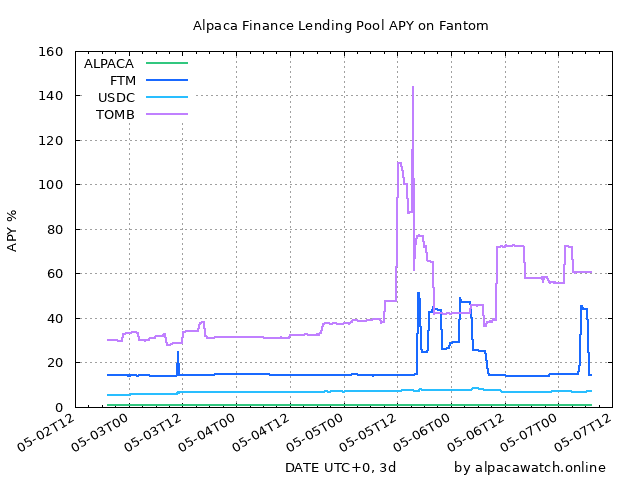 Alpaca Finance Lending Pool APY on Fantom
160
140
120
100
80
60
40
20
0
APY %
ALPACA
FTM
USDC
TOMB
05-02T12
05-03T00
05-03T12
05-04T00
05-04T12
05-05T00
05-05T12
05-06T00
05-06T12
05-07T00
05-07T12
DATE UTC+0, 3d
by alpacawatch.online